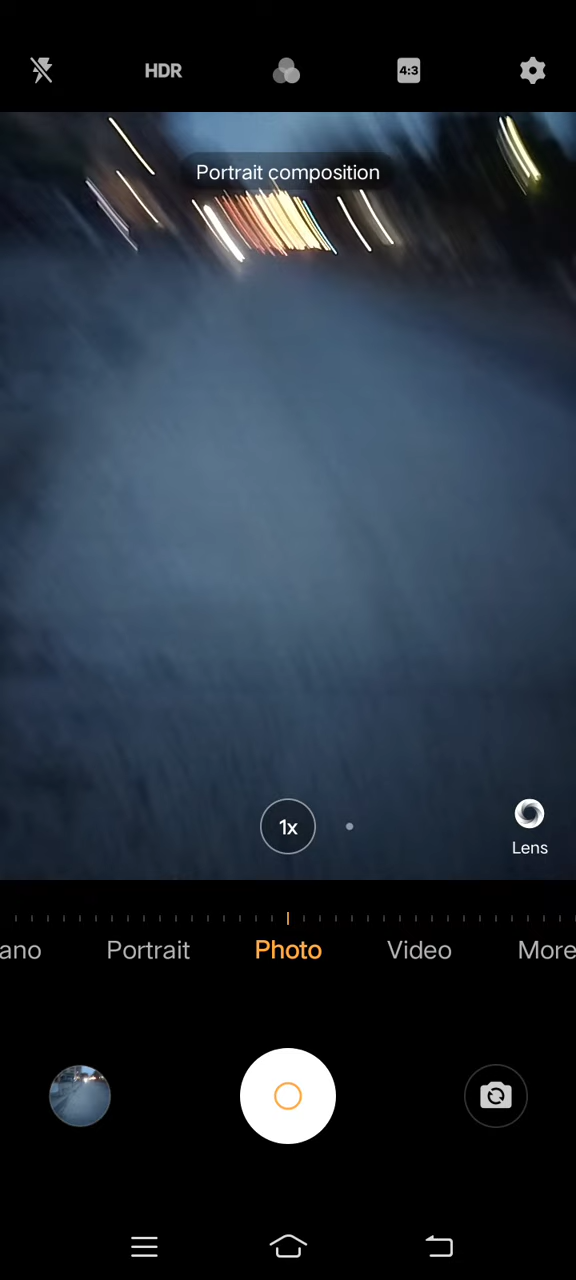 HDR
4:3
Portrait composition
1x
Lens
ano
Portrait
Photo
Video
More